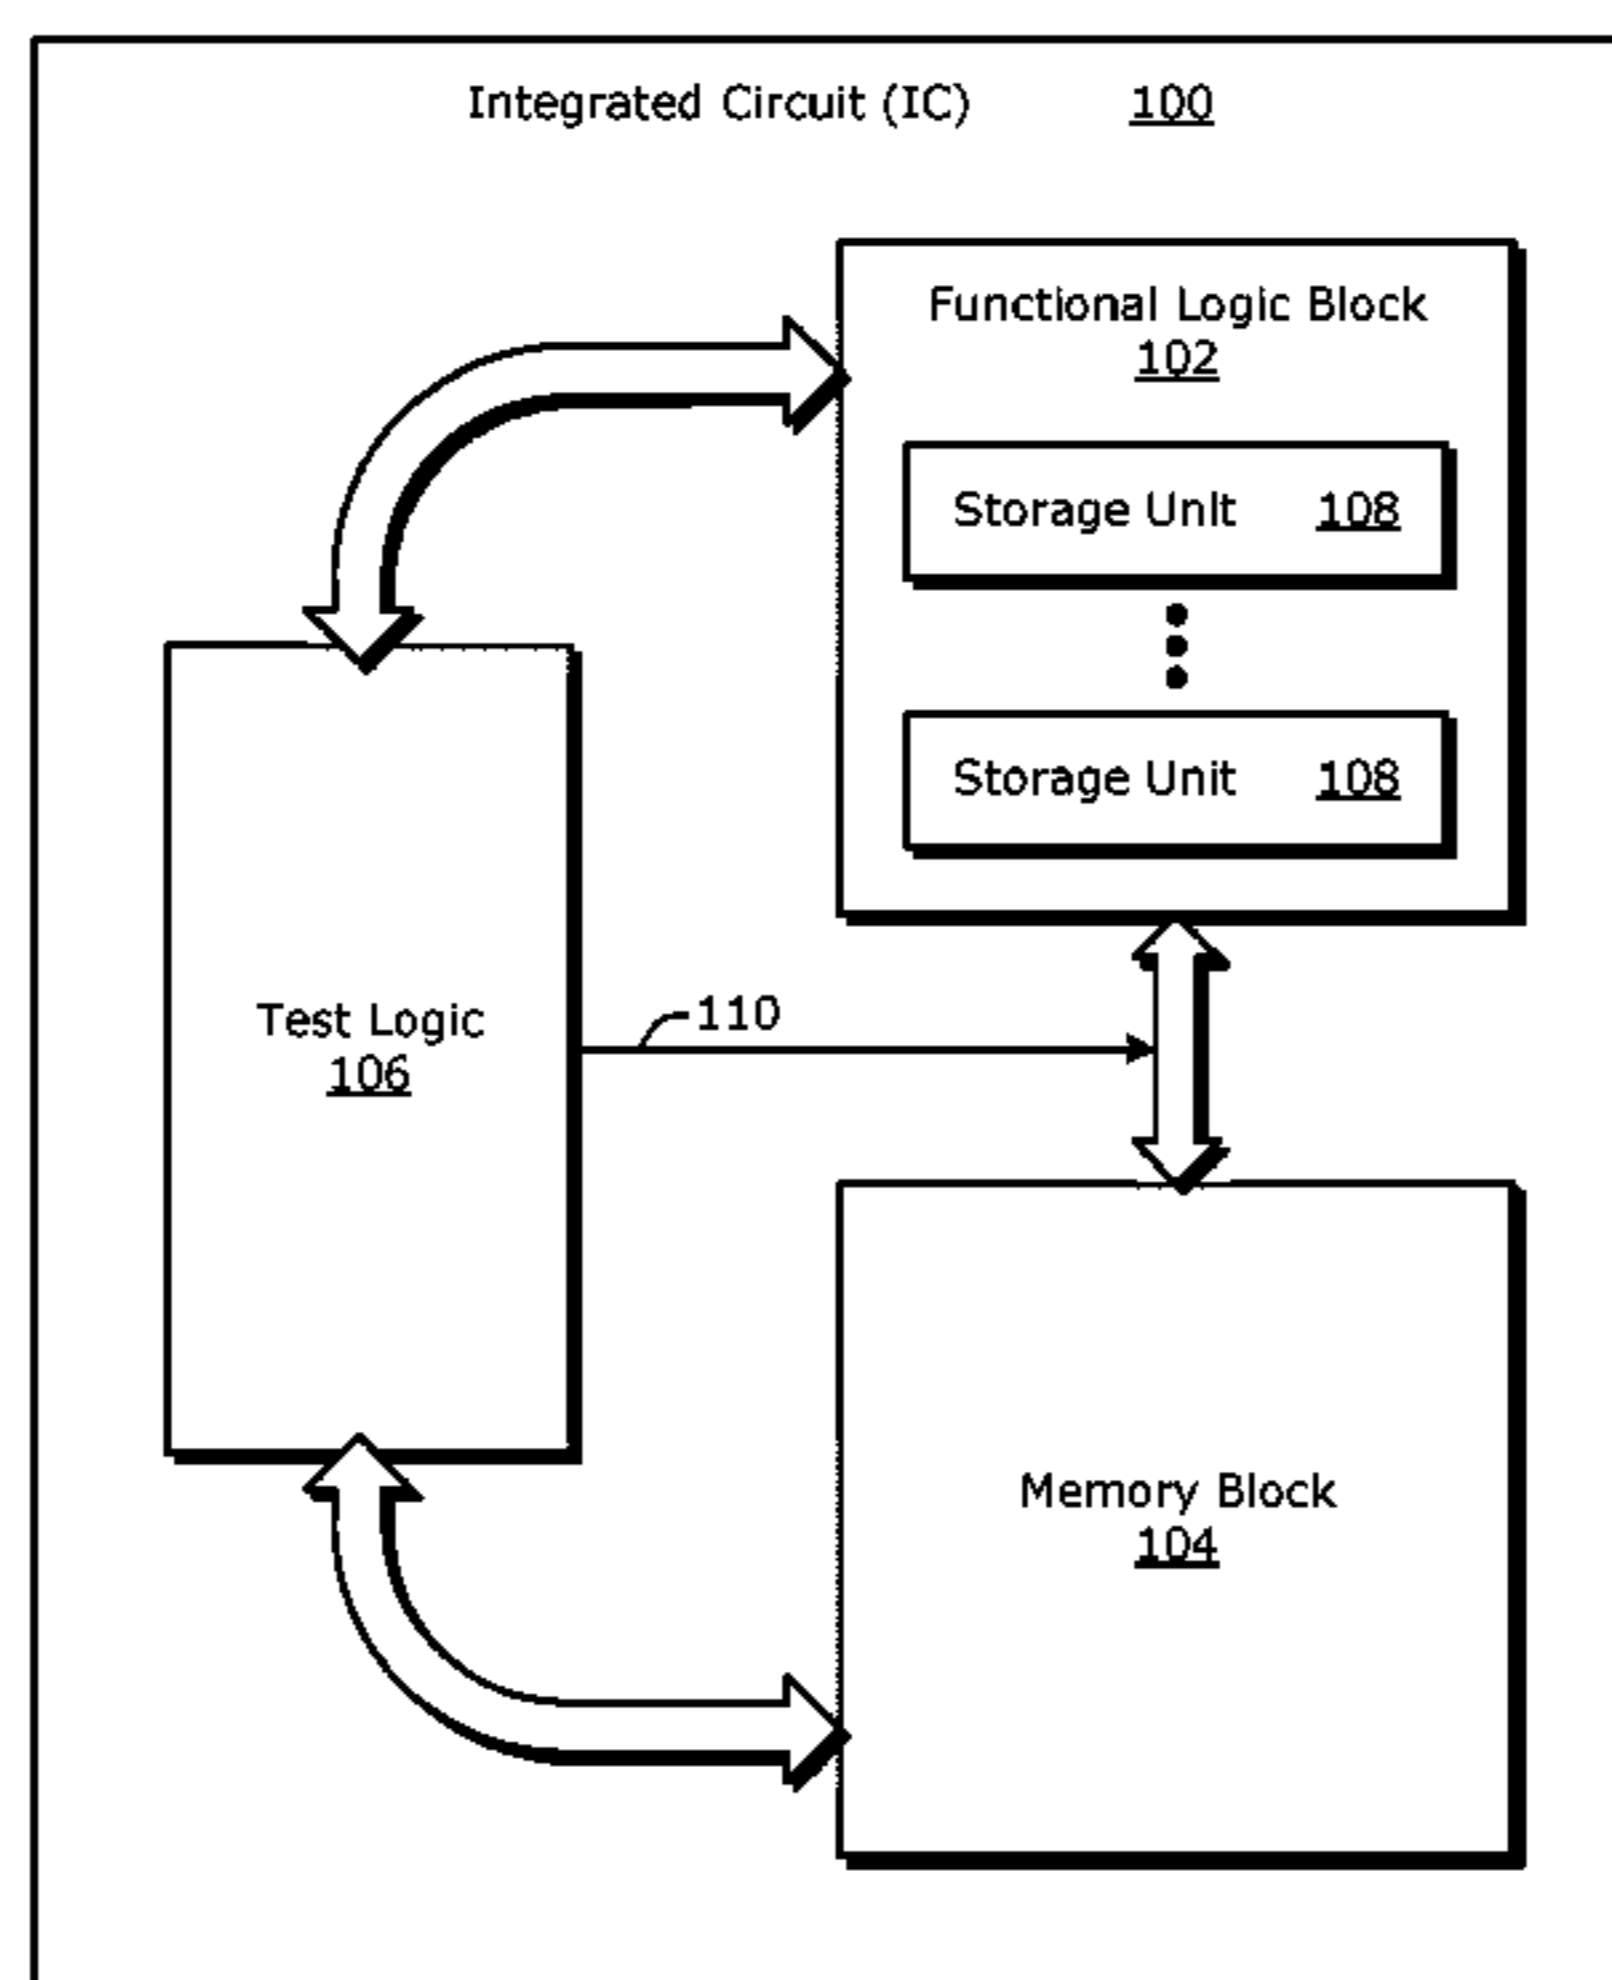 Integrated Circuit (IC) 100
Functional Logic Block
102
Storage Unit 108
Storage Unit 108
110
Test Logic
106
Memory Block
104